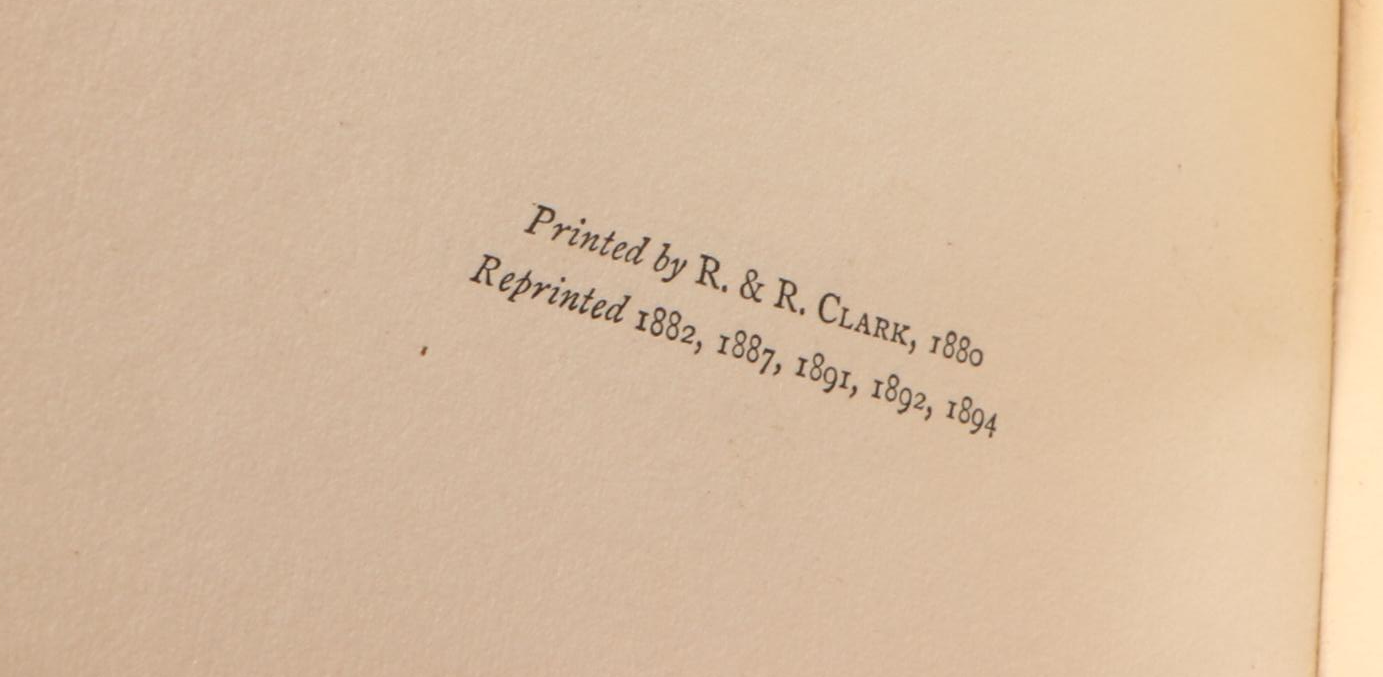 Printed by R. & R. CLARK, 1880
Reprinted 1882, 1887, 1891, 1892, 1894